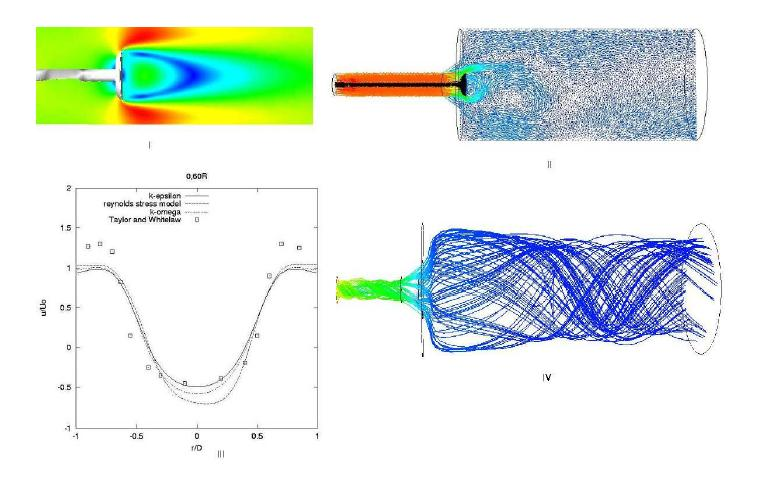 I
II
0,60R
k-epsilon
reynolds stress model
k-omega
Taylor and Whitelaw
2
1.5
1
0.5
0
-0.5
-1
u/Uo
-1
-0.5
0
0.5
1
r/D
III
IV